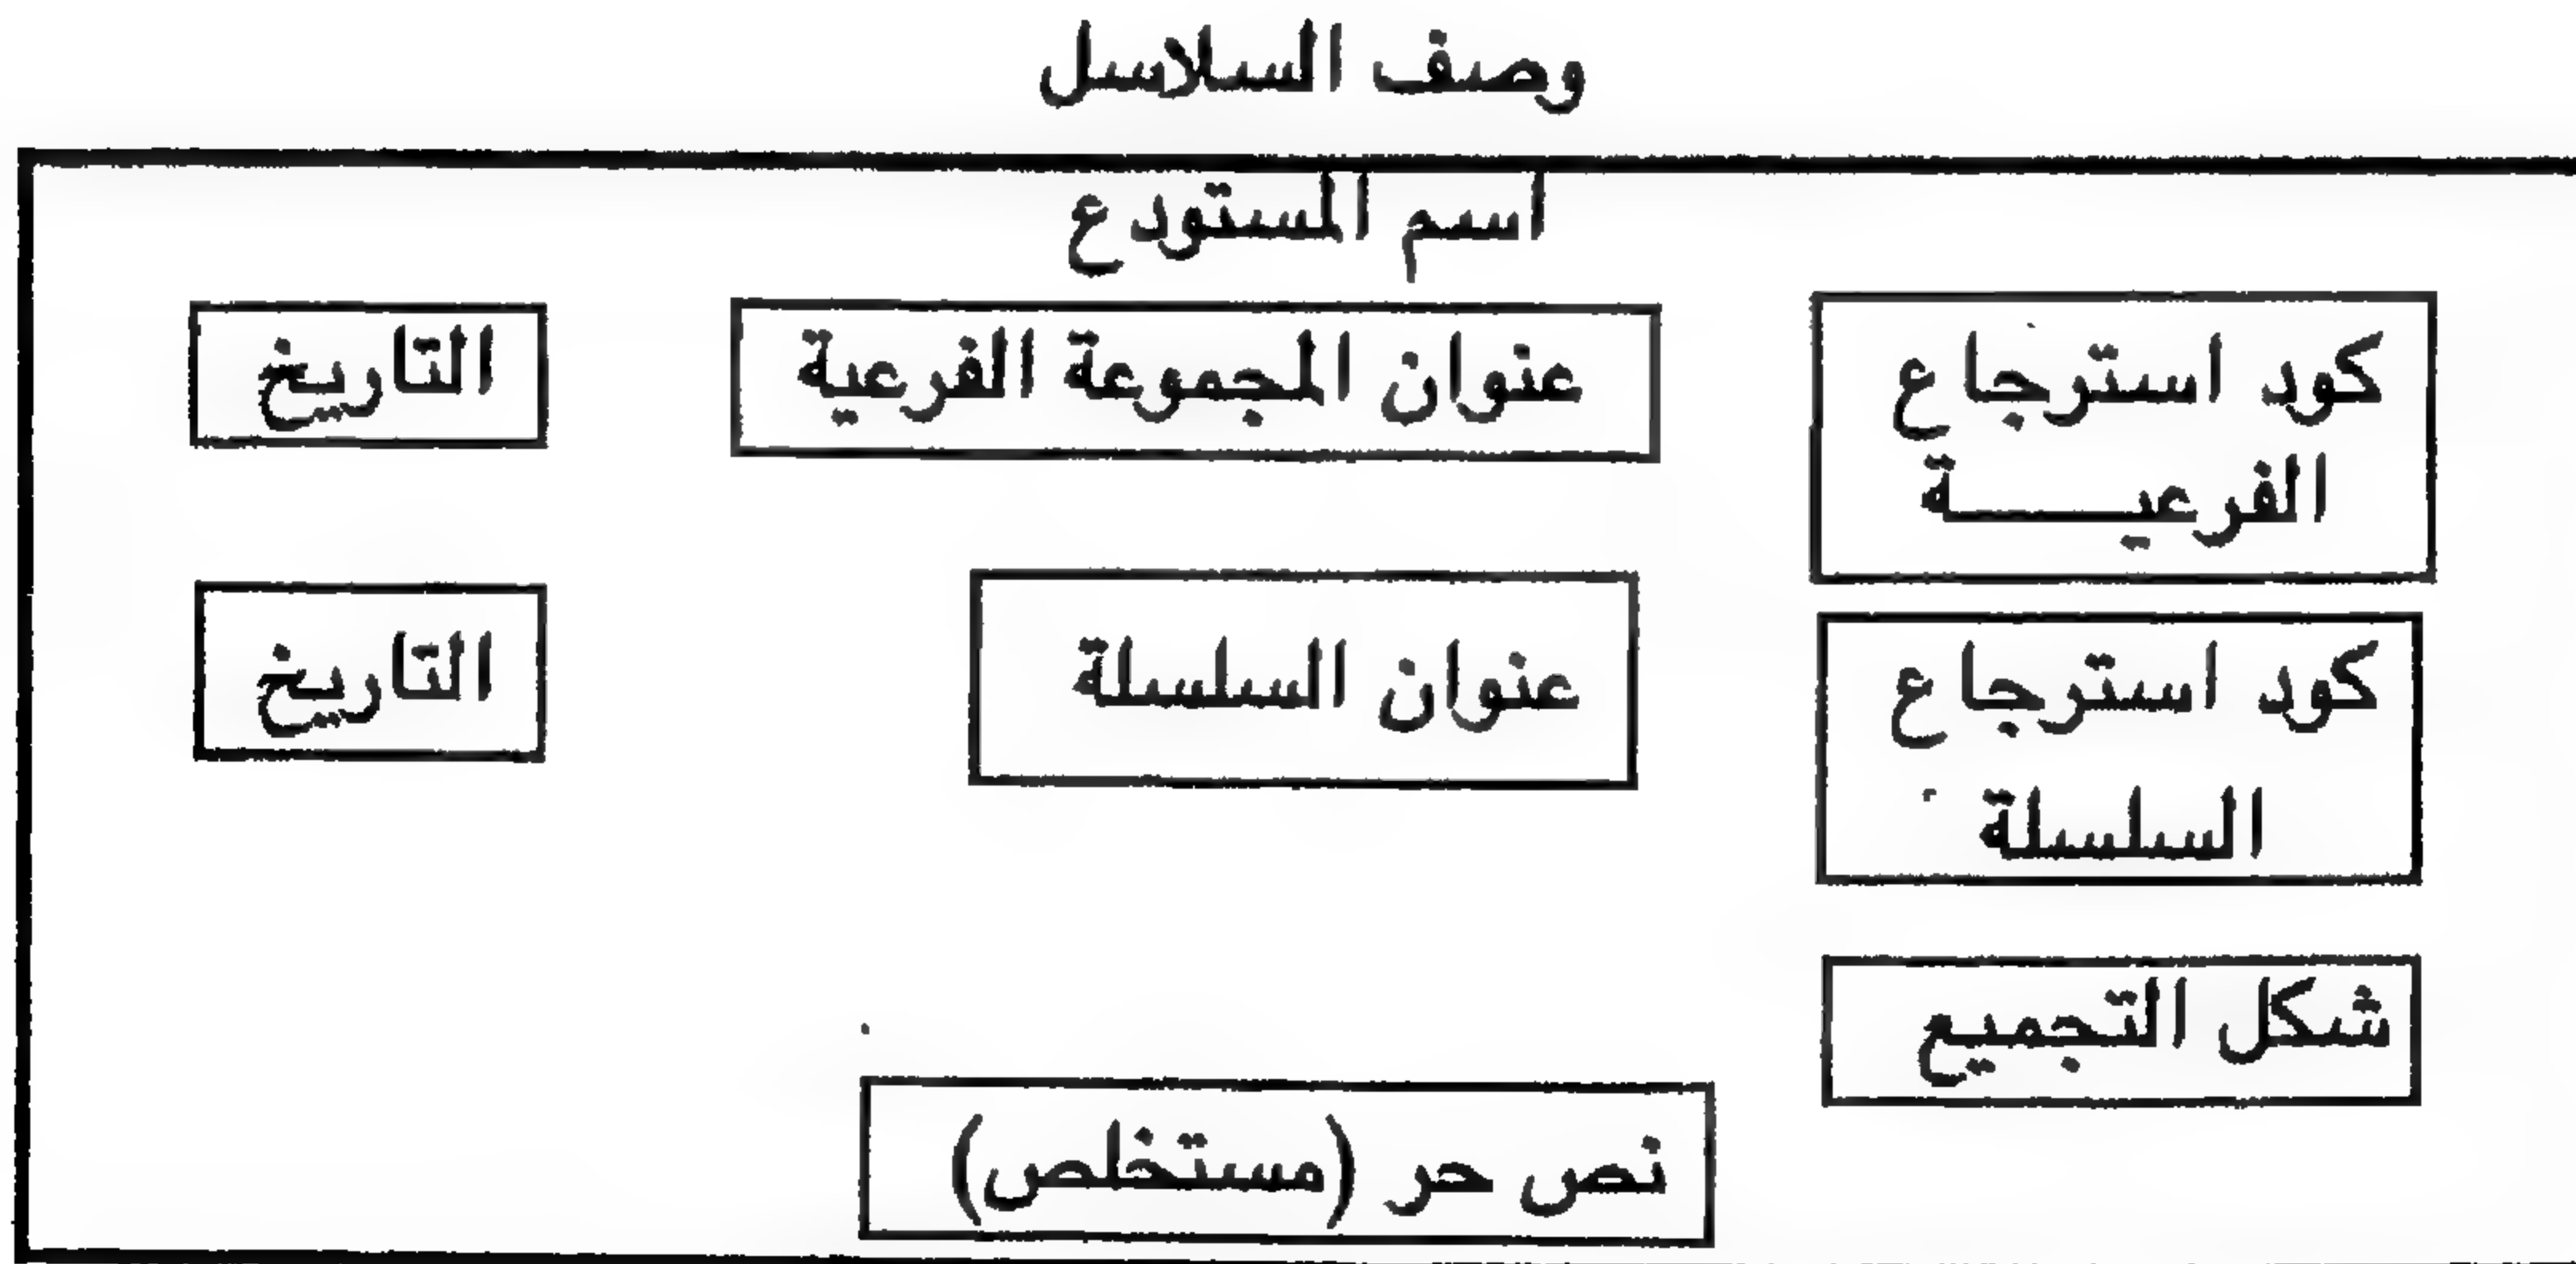 وصف السلاسل
اسم المستودع
كود استرجاع
الفرعيـــــة
عنوان المجموعة الفرعية
التاريخ
كود استرجاع
السلسلة
عنوان السلسلة
التاريخ
شكل التجميع
نص حر (مستخلص)